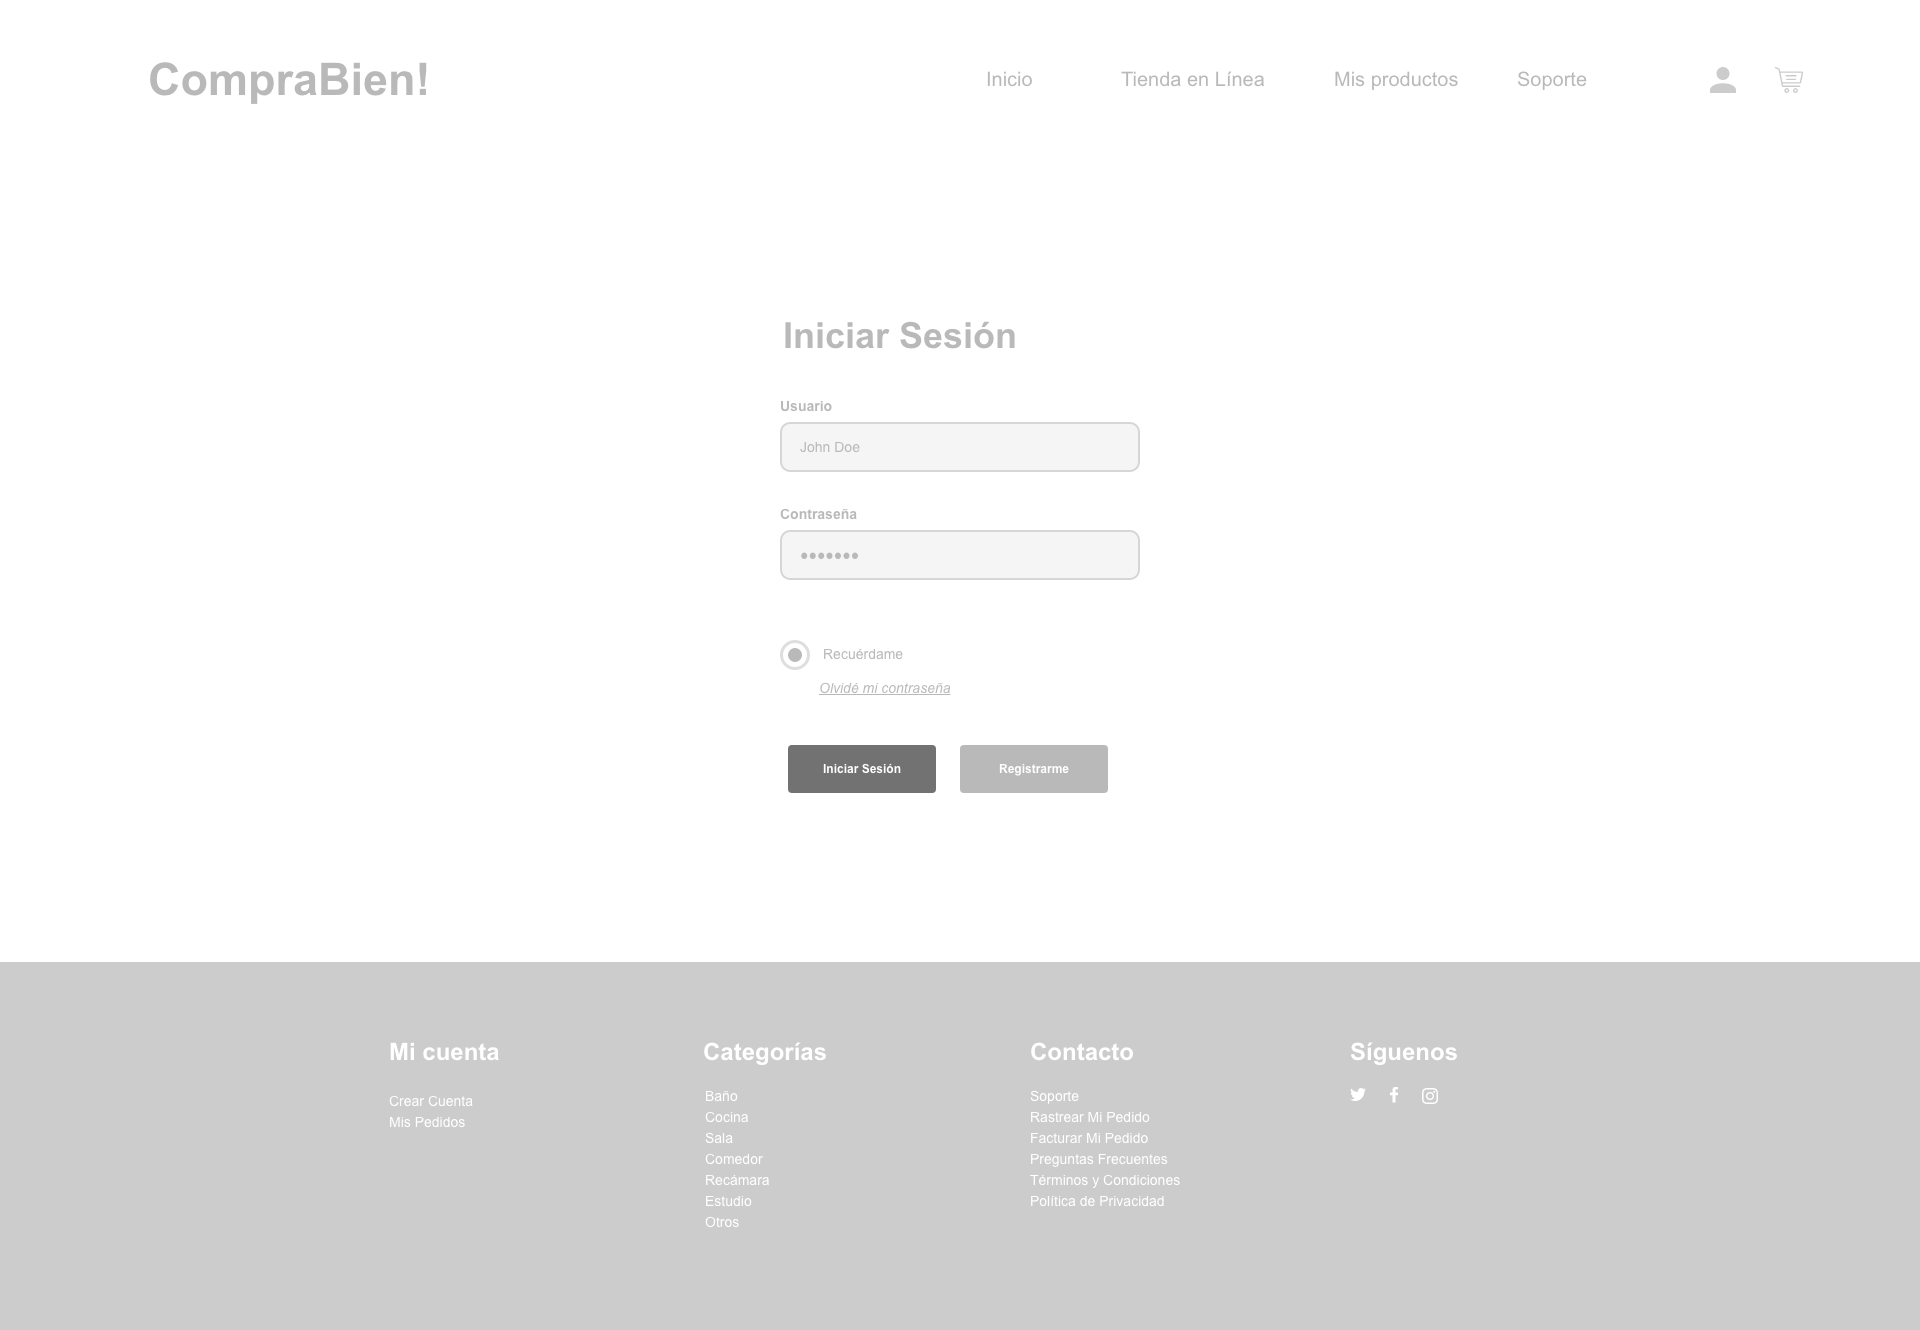 CompraBien!
Inicio
Tienda en Línea
Mis productos
Soporte
Iniciar Sesión
Usuario
John Doe
Contraseña
•••••••
Recuérdame
Olvidé mi contraseña
Iniciar Sesión
Registrarme
Mi cuenta
Crear Cuenta
Mis Pedidos
Categorías
Baño
Cocina
Sala
Comedor
Recámara
Estudio
Otros
Contacto
Soporte
Rastrear Mi Pedido
Facturar Mi Pedido
Preguntas Frecuentes
Términos y Condiciones
Política de Privacidad
Síguenos